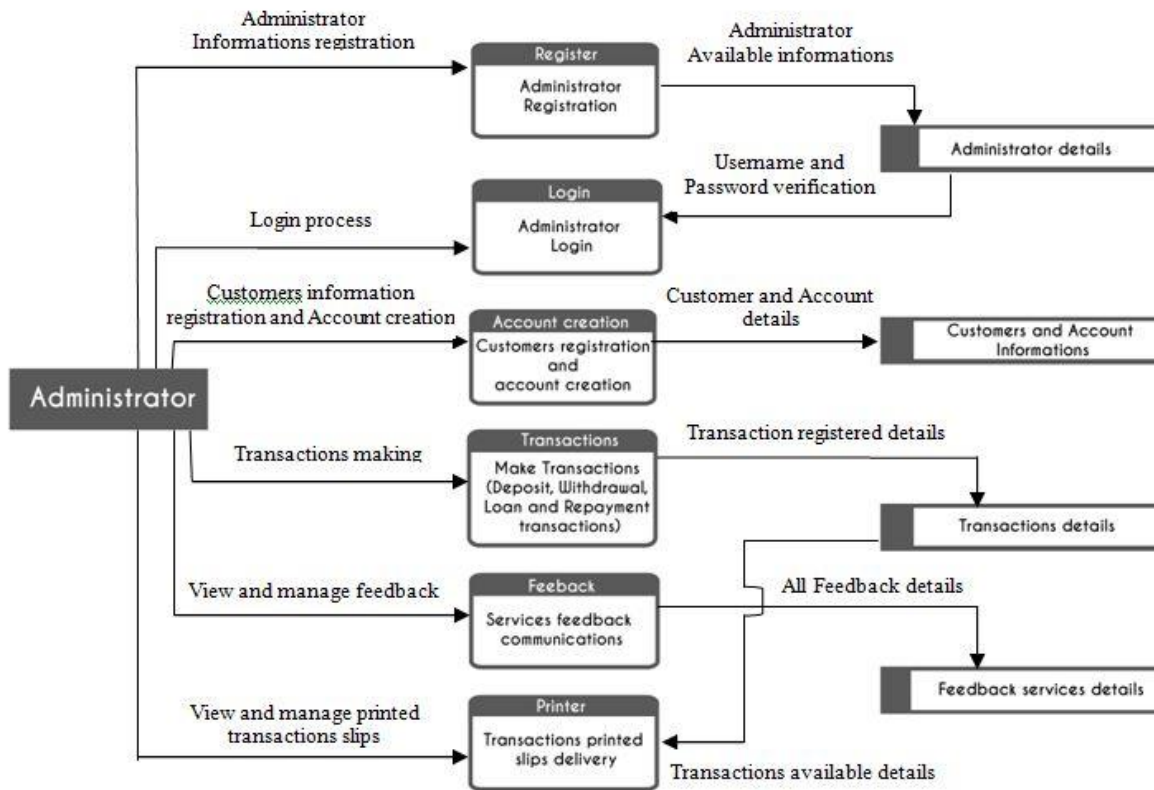 Administrator
Informations registration
Register
Administrator
Registration
Administrator
Available informations
Administrator details
Username and
Password verification
Login process
Login
Administrator
Login
Customers information
registration and Account creation
Account creation
Customers registration
and
account creation
Customer and Account
details
Customers and Account
Informations
Administrator
Transactions making
Transactions
Make Transactions
(Deposit, Withdrawal,
Loan and Repayment
transactions)
Transaction registered details
Transactions details
View and manage feedback
Feeback
Services feedback
communications
All Feedback details
Feedback services details
View and manage printed
transactions slips
Printer
Transactions printed
slips delivery
Transactions available details